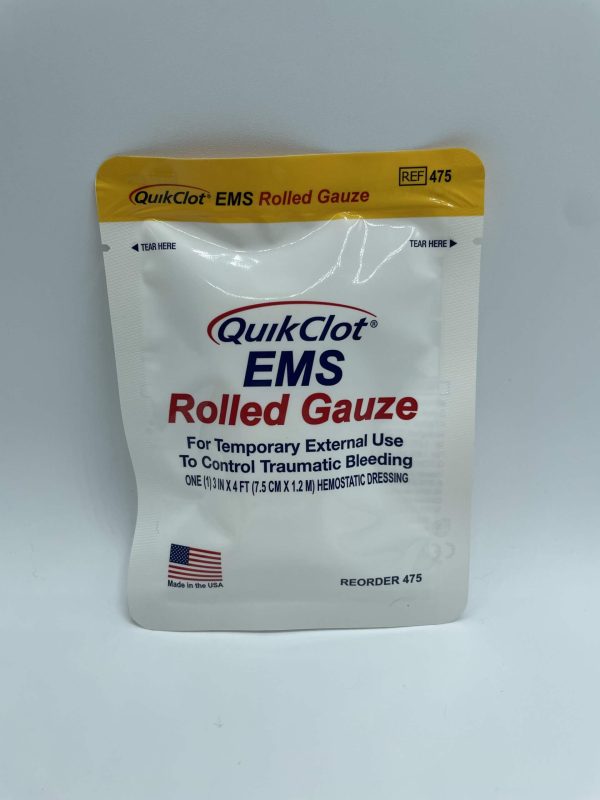 QuikClot® EMS Rolled Gauze
REF 475
TEAR HERE
TEAR HERE
QuikClot®
EMS
Rolled Gauze
For Temporary External Use
To Control Traumatic Bleeding
ONE (1) 3 IN X 4 FT (7.5 CM X 1.2 M) HEMOSTATIC DRESSING
Made in the USA
REORDER 475